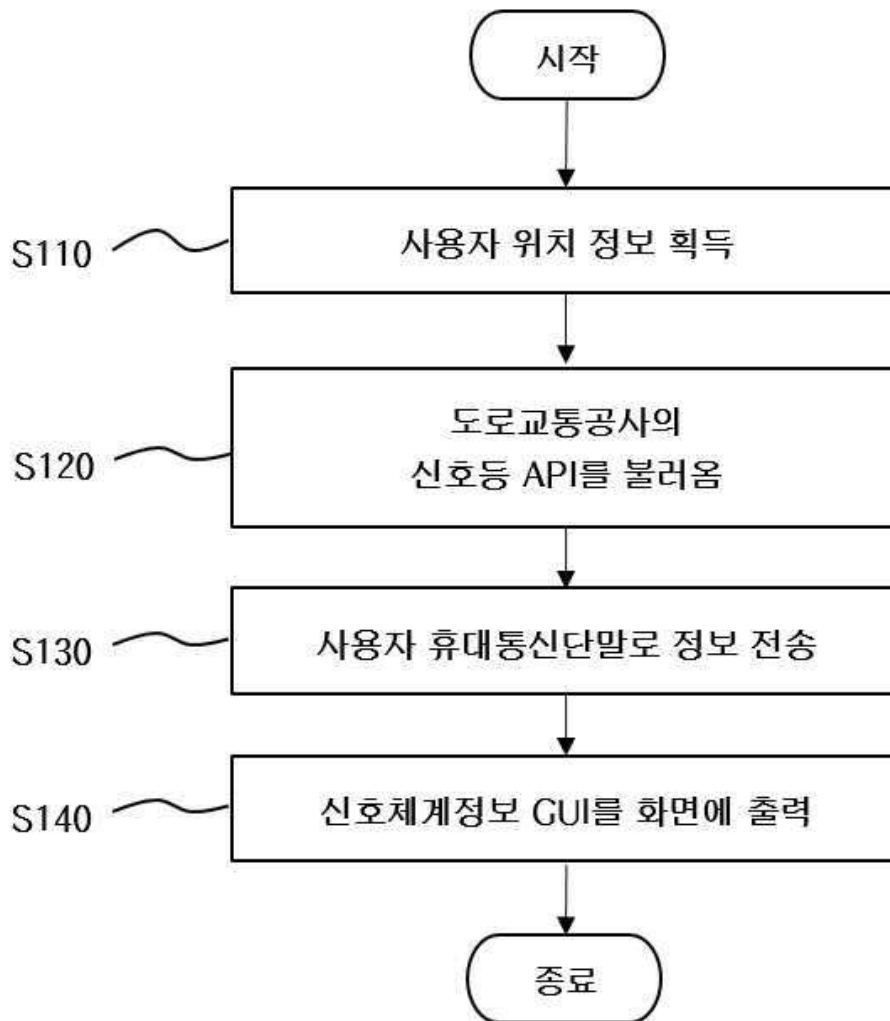 시작
S110
사용자 위치 정보 획득
S120
도로교통공사의
신호등 API를 불러옴
S130
사용자 휴대통신단말로 정보 전송
S140
신호체계정보 GUI를 화면에 출력
종료